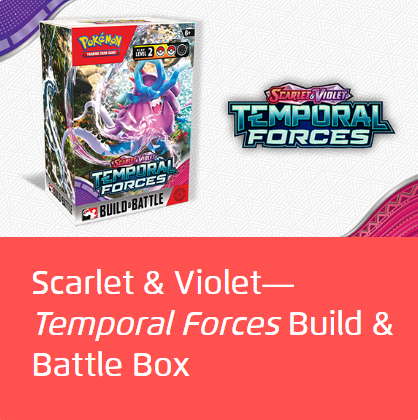 Pokémon
TRADING CARD GAME
PLAY LEVEL 2
6+
SCARLET & VIOLET
TEMPORAL
FORCES
BUILD & BATTLE
SCARLET & VIOLET
TEMPORAL
FORCES
Scarlet & Violet—
Temporal Forces Build &
Battle Box